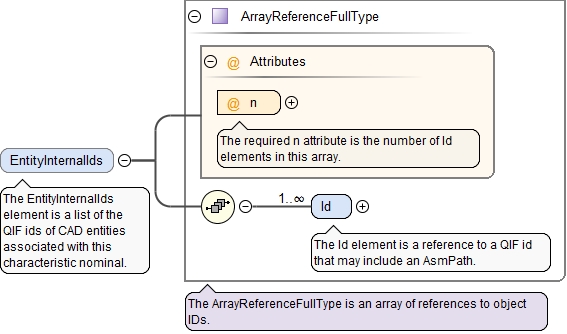 ArrayReferenceFullType
@ Attributes
@ n
The required n attribute is the number of Id
elements in this array.
EntityInternalIds
The EntityInternalIds
element is a list of the
QIF ids of CAD entities
associated with this
characteristic nominal.
1..∞
Id
The Id element is a reference to a QIF id
that may include an AsmPath.
The ArrayReferenceFullType is an array of references to object
IDs.